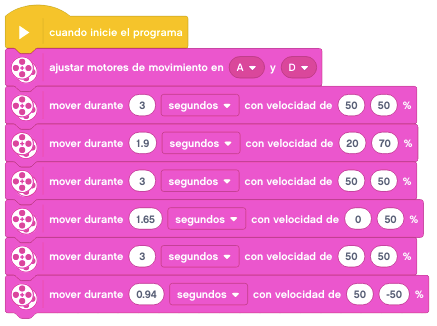 cuando inicie el programa
ajustar motores de movimiento en A y D
mover durante 3 segundos con velocidad de 50 50 %
mover durante 1.9 segundos con velocidad de 20 70 %
mover durante 3 segundos con velocidad de 50 50 %
mover durante 1.65 segundos con velocidad de 0 50 %
mover durante 3 segundos con velocidad de 50 50 %
mover durante 0.94 segundos con velocidad de 50 -50 %